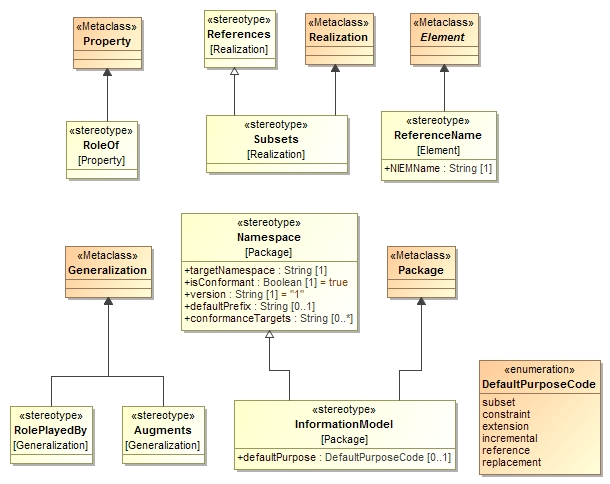 «Metaclass»
Property
«stereotype»
References
[Realization]
«Metaclass»
Realization
«Metaclass»
Element
«stereotype»
RoleOf
[Property]
«stereotype»
Subsets
[Realization]
«stereotype»
ReferenceName
[Element]
+NIEMName : String [1]
«Metaclass»
Generalization
«stereotype»
Namespace
[Package]
+targetNamespace : String [1]
+isConformant : Boolean [1] = true
+version : String [1] = "1"
+defaultPrefix : String [0..1]
+conformanceTargets : String [0..*]
«Metaclass»
Package
«stereotype»
RolePlayedBy
[Generalization]
«stereotype»
Augments
[Generalization]
«stereotype»
InformationModel
[Package]
+defaultPurpose : DefaultPurposeCode [0..1]
«enumeration»
DefaultPurposeCode
subset
constraint
extension
incremental
reference
replacement